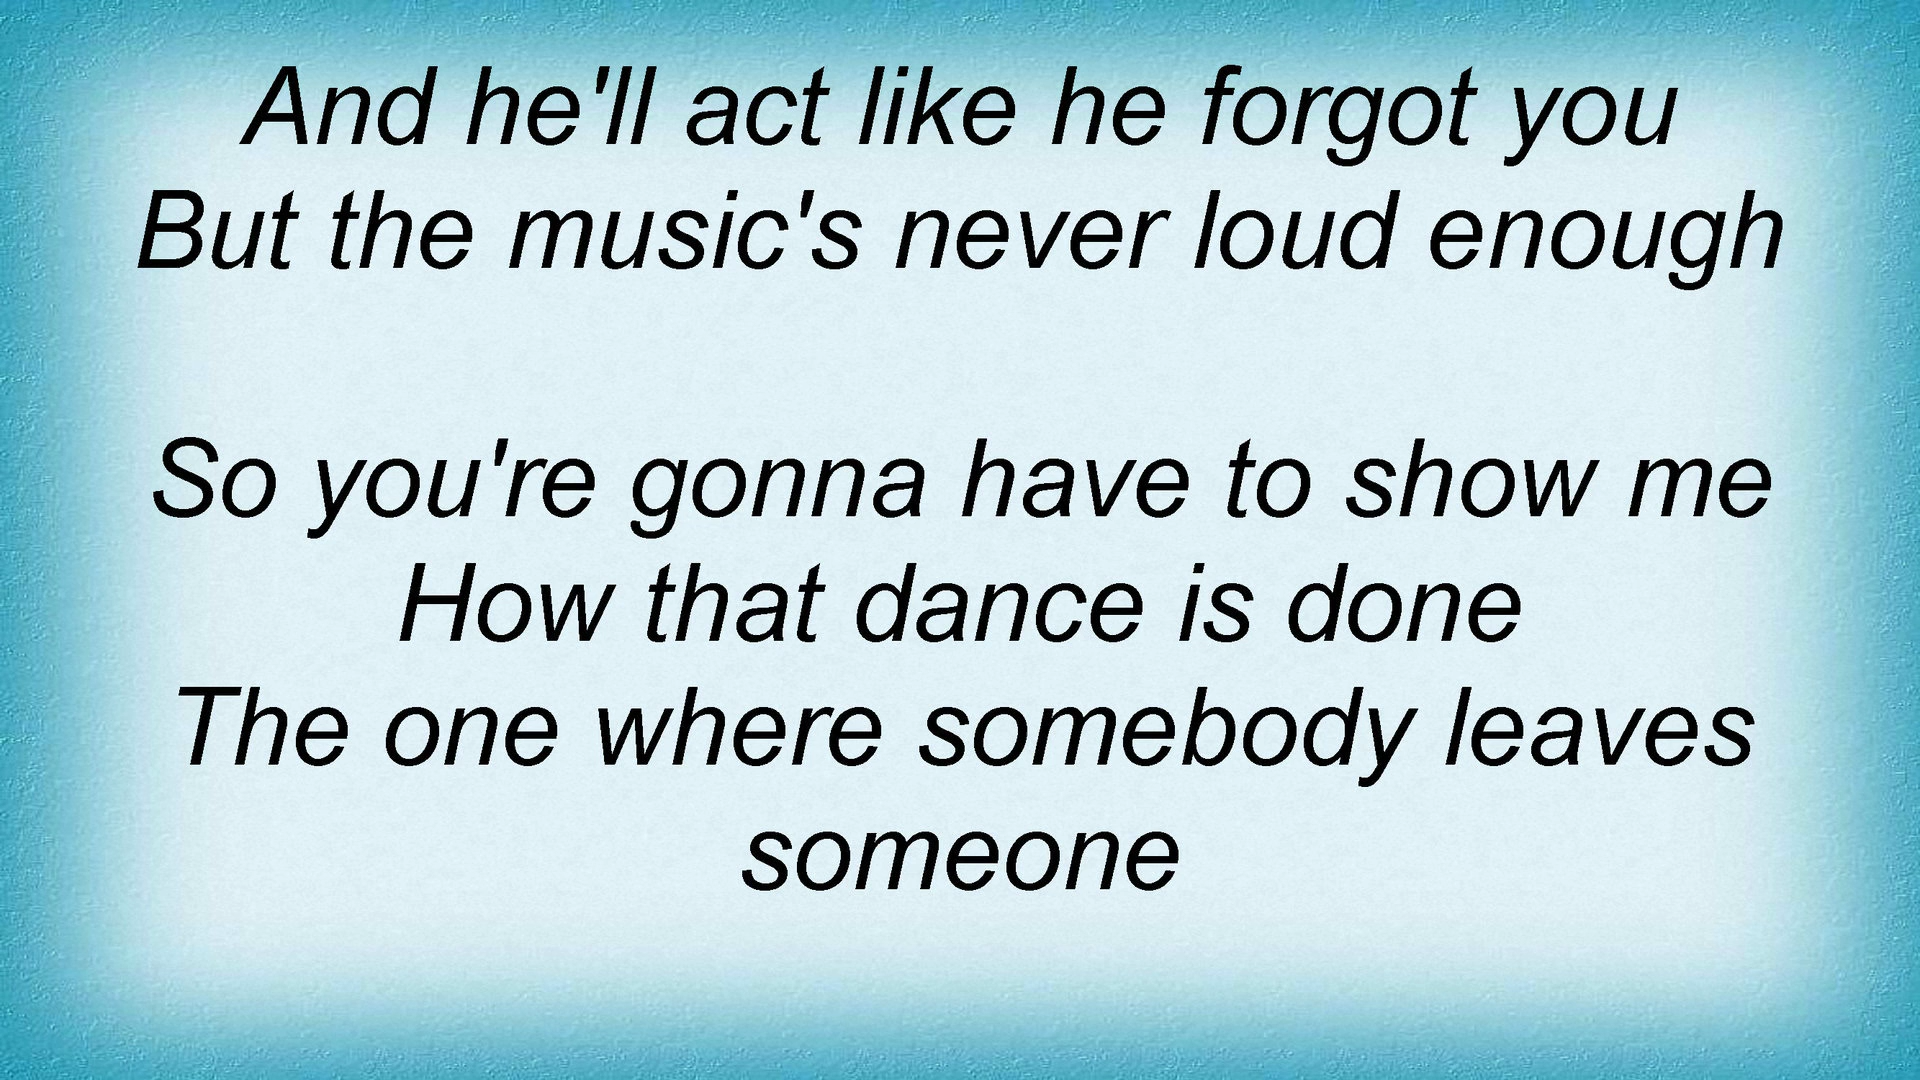 And he'll act like he forgot you
But the music's never loud enough
So you're gonna have to show me
How that dance is done
The one where somebody leaves
someone